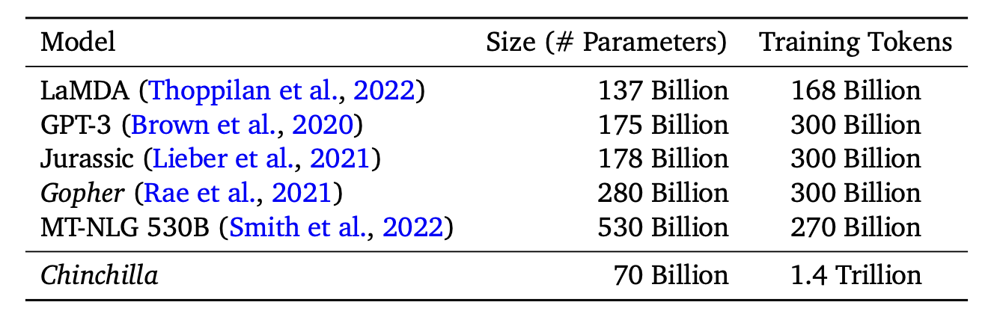 Model Size (# Parameters) Training Tokens
LaMDA (Thoppilan et al., 2022) 137 Billion 168 Billion
GPT-3 (Brown et al., 2020) 175 Billion 300 Billion
Jurassic (Lieber et al., 2021) 178 Billion 300 Billion
Gopher (Rae et al., 2021) 280 Billion 300 Billion
MT-NLG 530B (Smith et al., 2022) 530 Billion 270 Billion
Chinchilla 70 Billion 1.4 Trillion